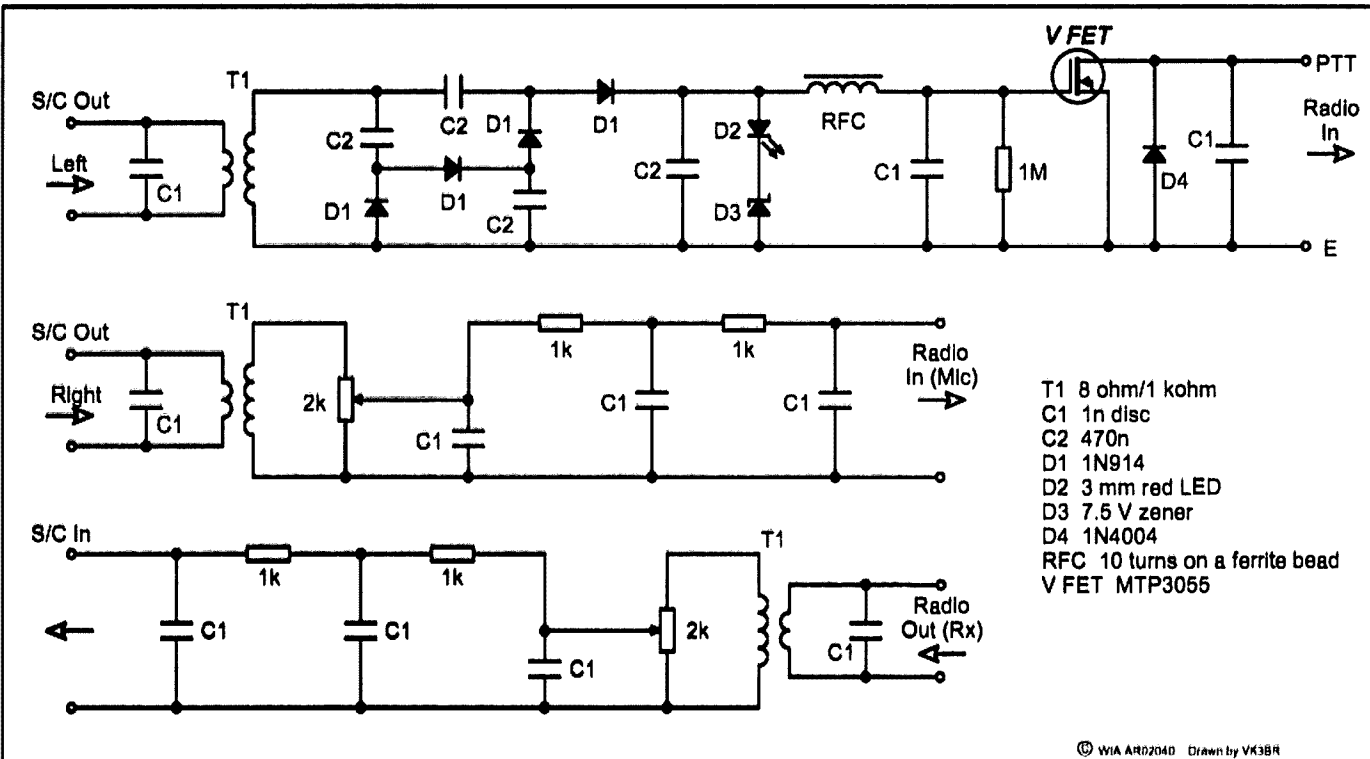 V FET
T1
S/C Out
PTT
C2
D1
D1
RFC
D2
Radio
In
C2
C1
Left
C1
C2
C1
1M
D4
D1
D1
C2
D3
E
T1
S/C Out
1k
1k
Radio
In (Mic)
Right
2k
C1
C1
C1
C1
T1 8 ohm/1 kohm
C1 1n disc
C2 470n
D1 1N914
D2 3 mm red LED
D3 7.5 V zener
D4 1N4004
RFC 10 turns on a ferrite bead
V FET MTP3055
S/C In
T1
1k
1k
Radio
Out (Rx)
C1
C1
2k
C1
C1
© WIA AR02040 Drawn by VK3BR